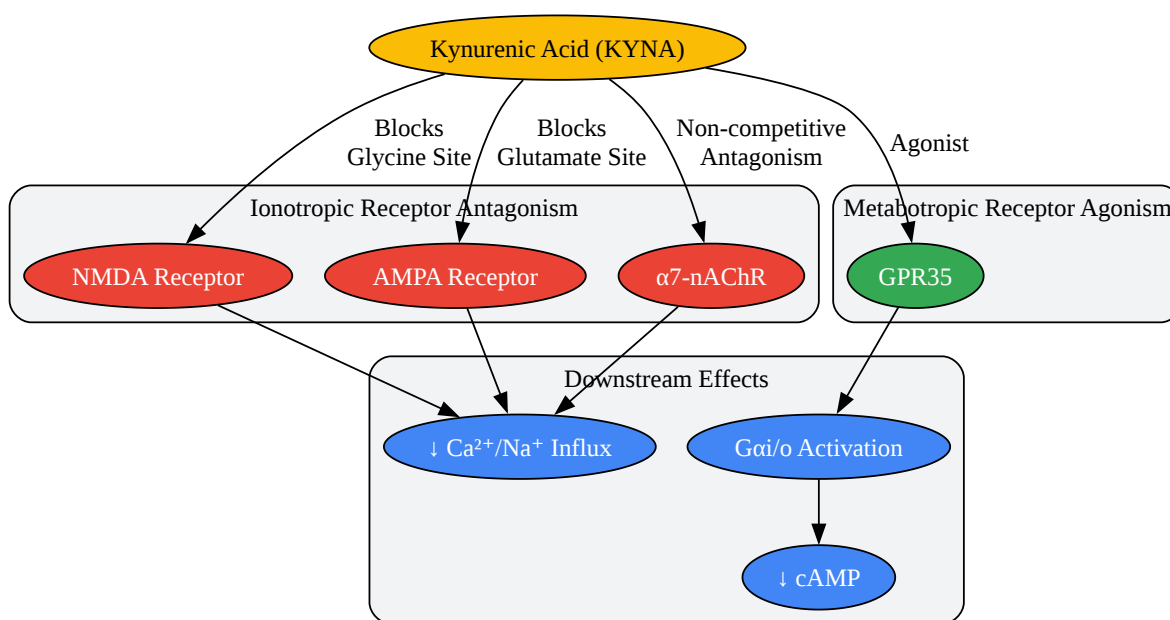 Kynurenic Acid (KYNA)
Blocks
Glycine Site
Blocks
Glutamate Site
Non-competitive
Antagonism
Agonist
Ionotropic Receptor Antagonism
Metabotropic Receptor Agonism
NMDA Receptor
AMPA Receptor
α7-nAChR
GPR35
Downstream Effects
↓ Ca²⁺/Na⁺ Influx
Gαi/o Activation
↓ cAMP